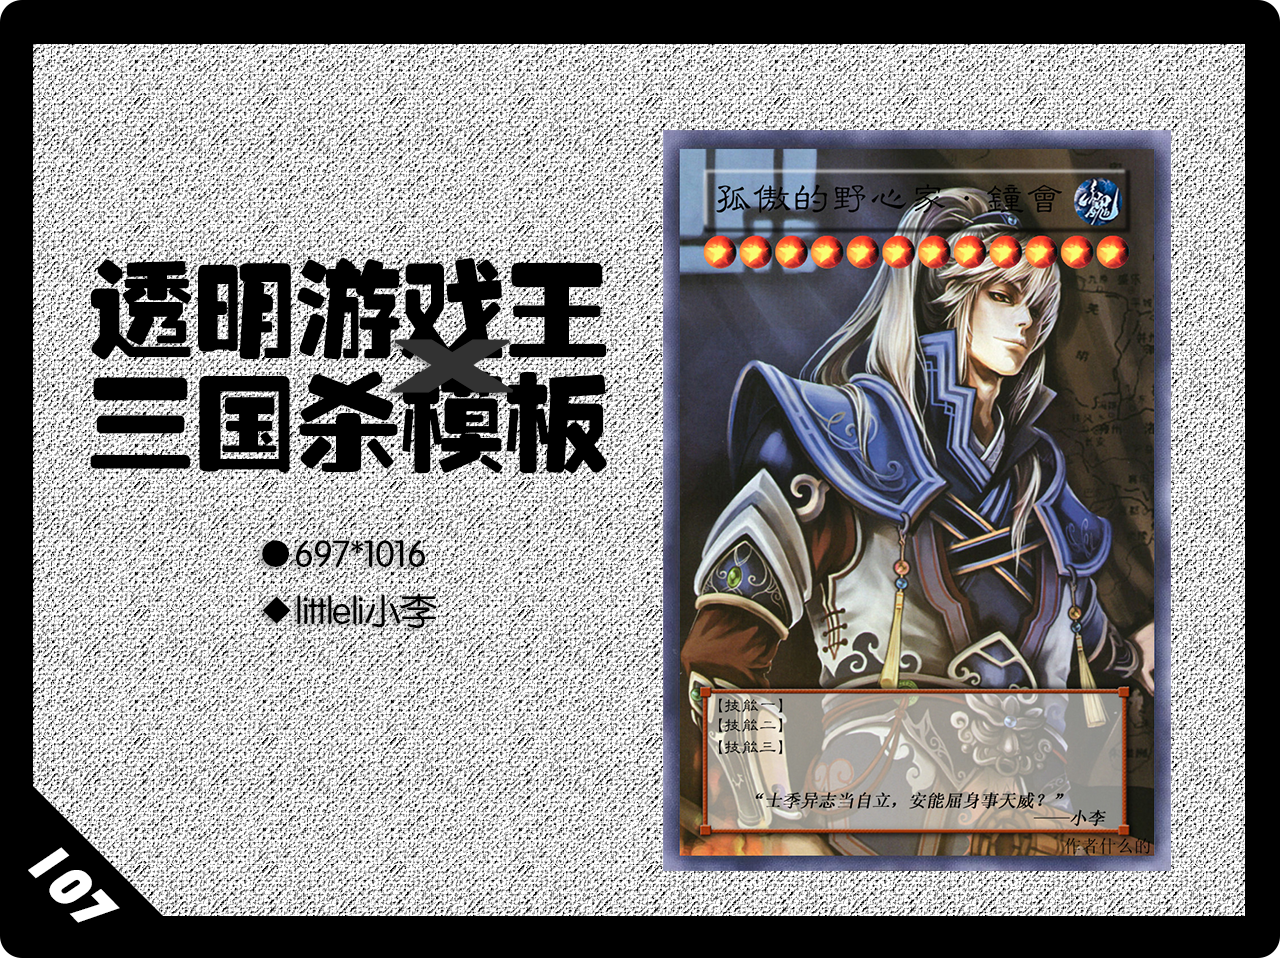 透明游戏王
×
三国杀模板
●697*1016
◆littleli小李
107
孤傲的野心家·鐘會
【技能一】
【技能二】
【技能三】
“士季异志当自立，安能屈身事天威？”
——小李
作者什么的